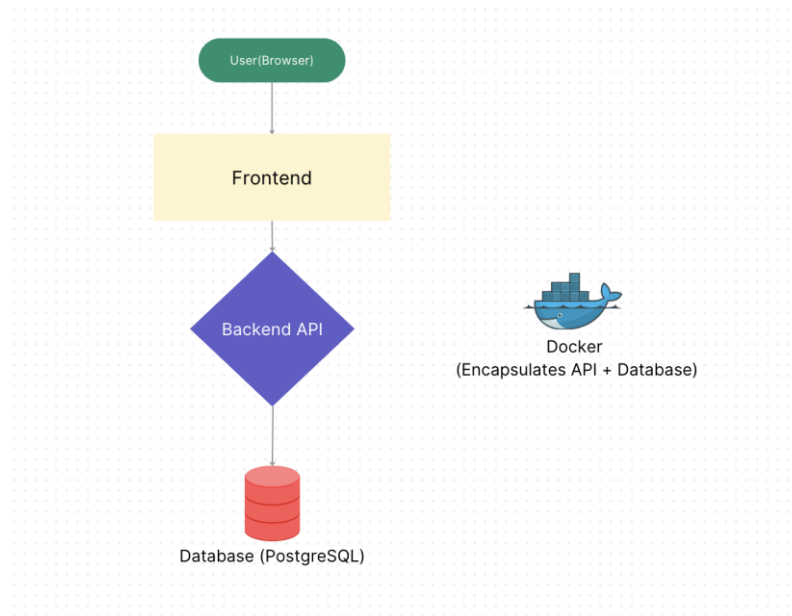 User(Browser)
Frontend
Backend API
Docker
(Encapsulates API + Database)
Database (PostgreSQL)